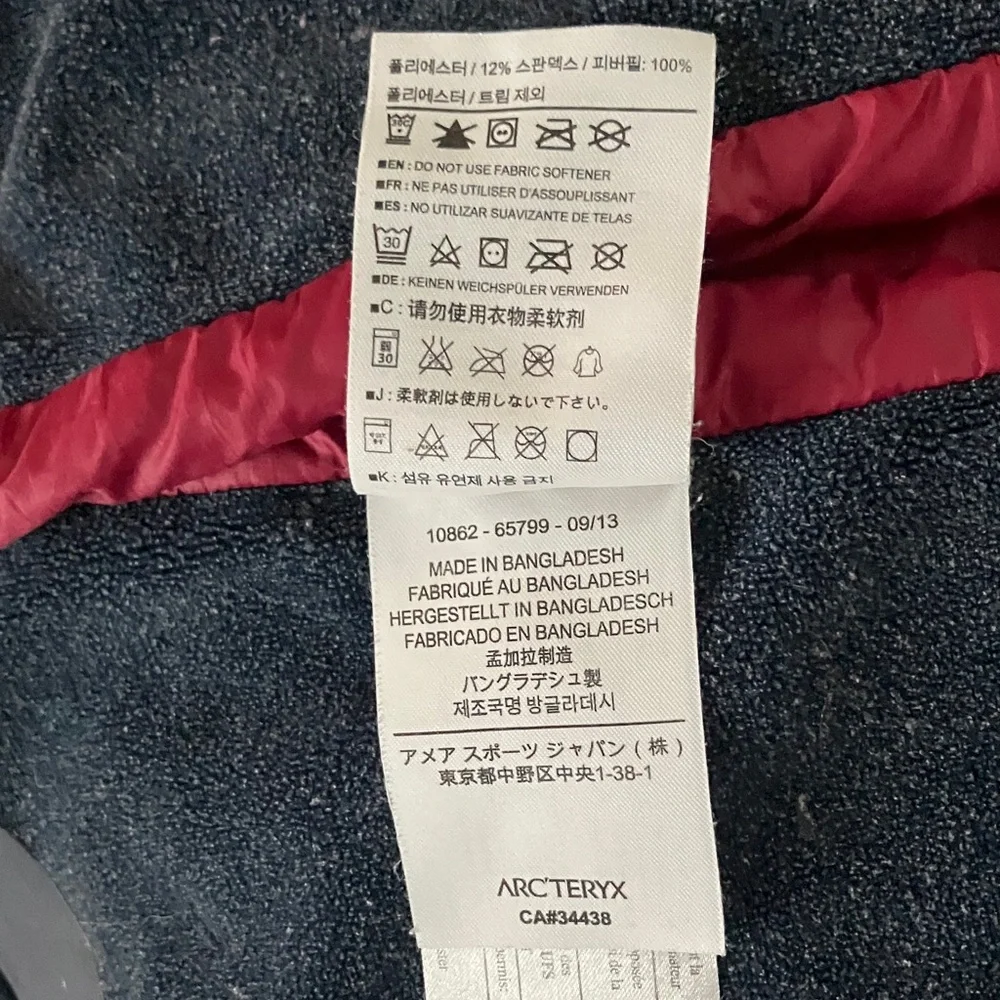 폴리에스터 / 12% 스판덱스 / 피버필: 100%
폴리에스터 / 트림 제외
30C
■EN : DO NOT USE FABRIC SOFTENER
■FR : NE PAS UTILISER D'ASSOUPLISSANT
■ES : NO UTILIZAR SUAVIZANTE DE TELAS
30
■DE : KEINEN WEICHSPÜLER VERWENDEN
■C : 请勿使用衣物柔软剂
弱
30
■J : 柔軟剤は使用しないで下さい。
■K : 섬유 유연제 사용 금지
10862 - 65799 - 09/13
MADE IN BANGLADESH
FABRIQUÉ AU BANGLADESH
HERGESTELLT IN BANGLADESCH
FABRICADO EN BANGLADESH
孟加拉制造
バングラデシュ製
제조국명 방글라데시
アメア スポーツ ジャパン ( 株 )
東京都中野区中央1-38-1
ARC'TERYX
CA#34438